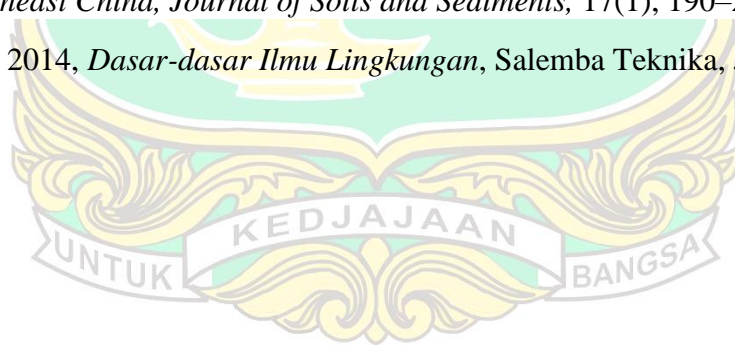 China, Journal of Soils and Sediments, 17(1), 190–
2014, Dasar-dasar Ilmu Lingkungan, Salemba Teknika,
UNTUK KEDJAJAAN BANGSA